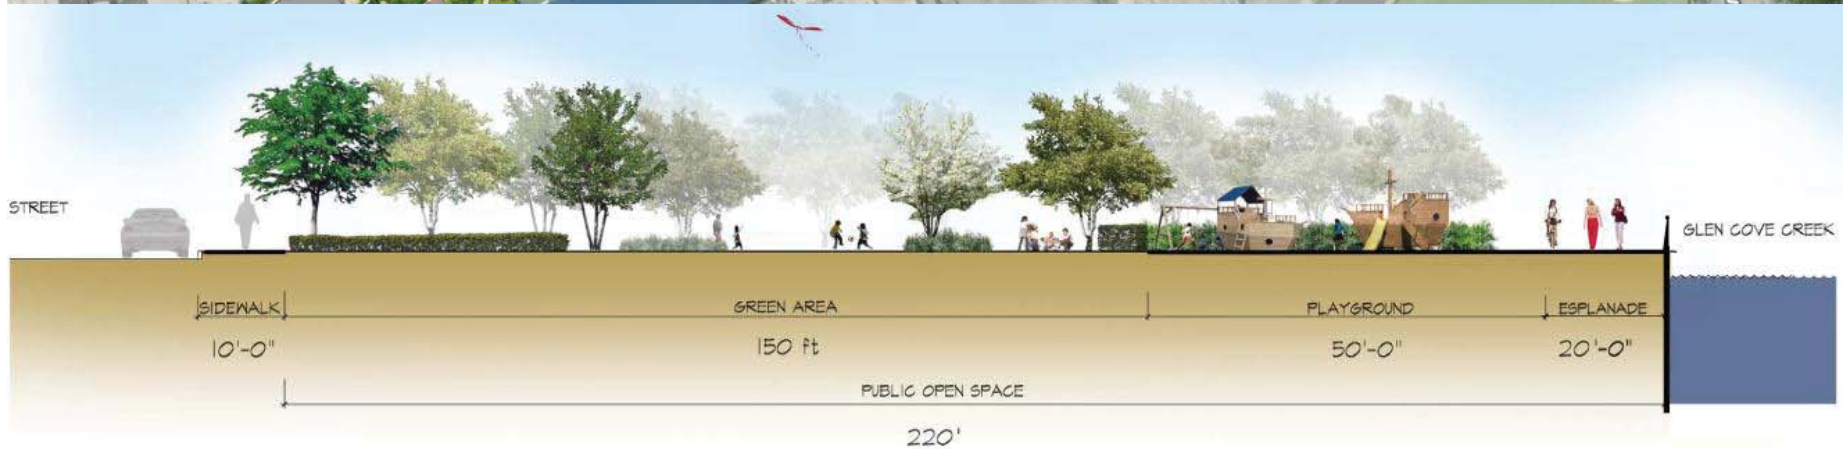 STREET
GLEN COVE CREEK
SIDEWALK
GREEN AREA
PLAYGROUND
ESPLANADE
10'-0"
150 ft
50'-0"
20'-0"
PUBLIC OPEN SPACE
220'